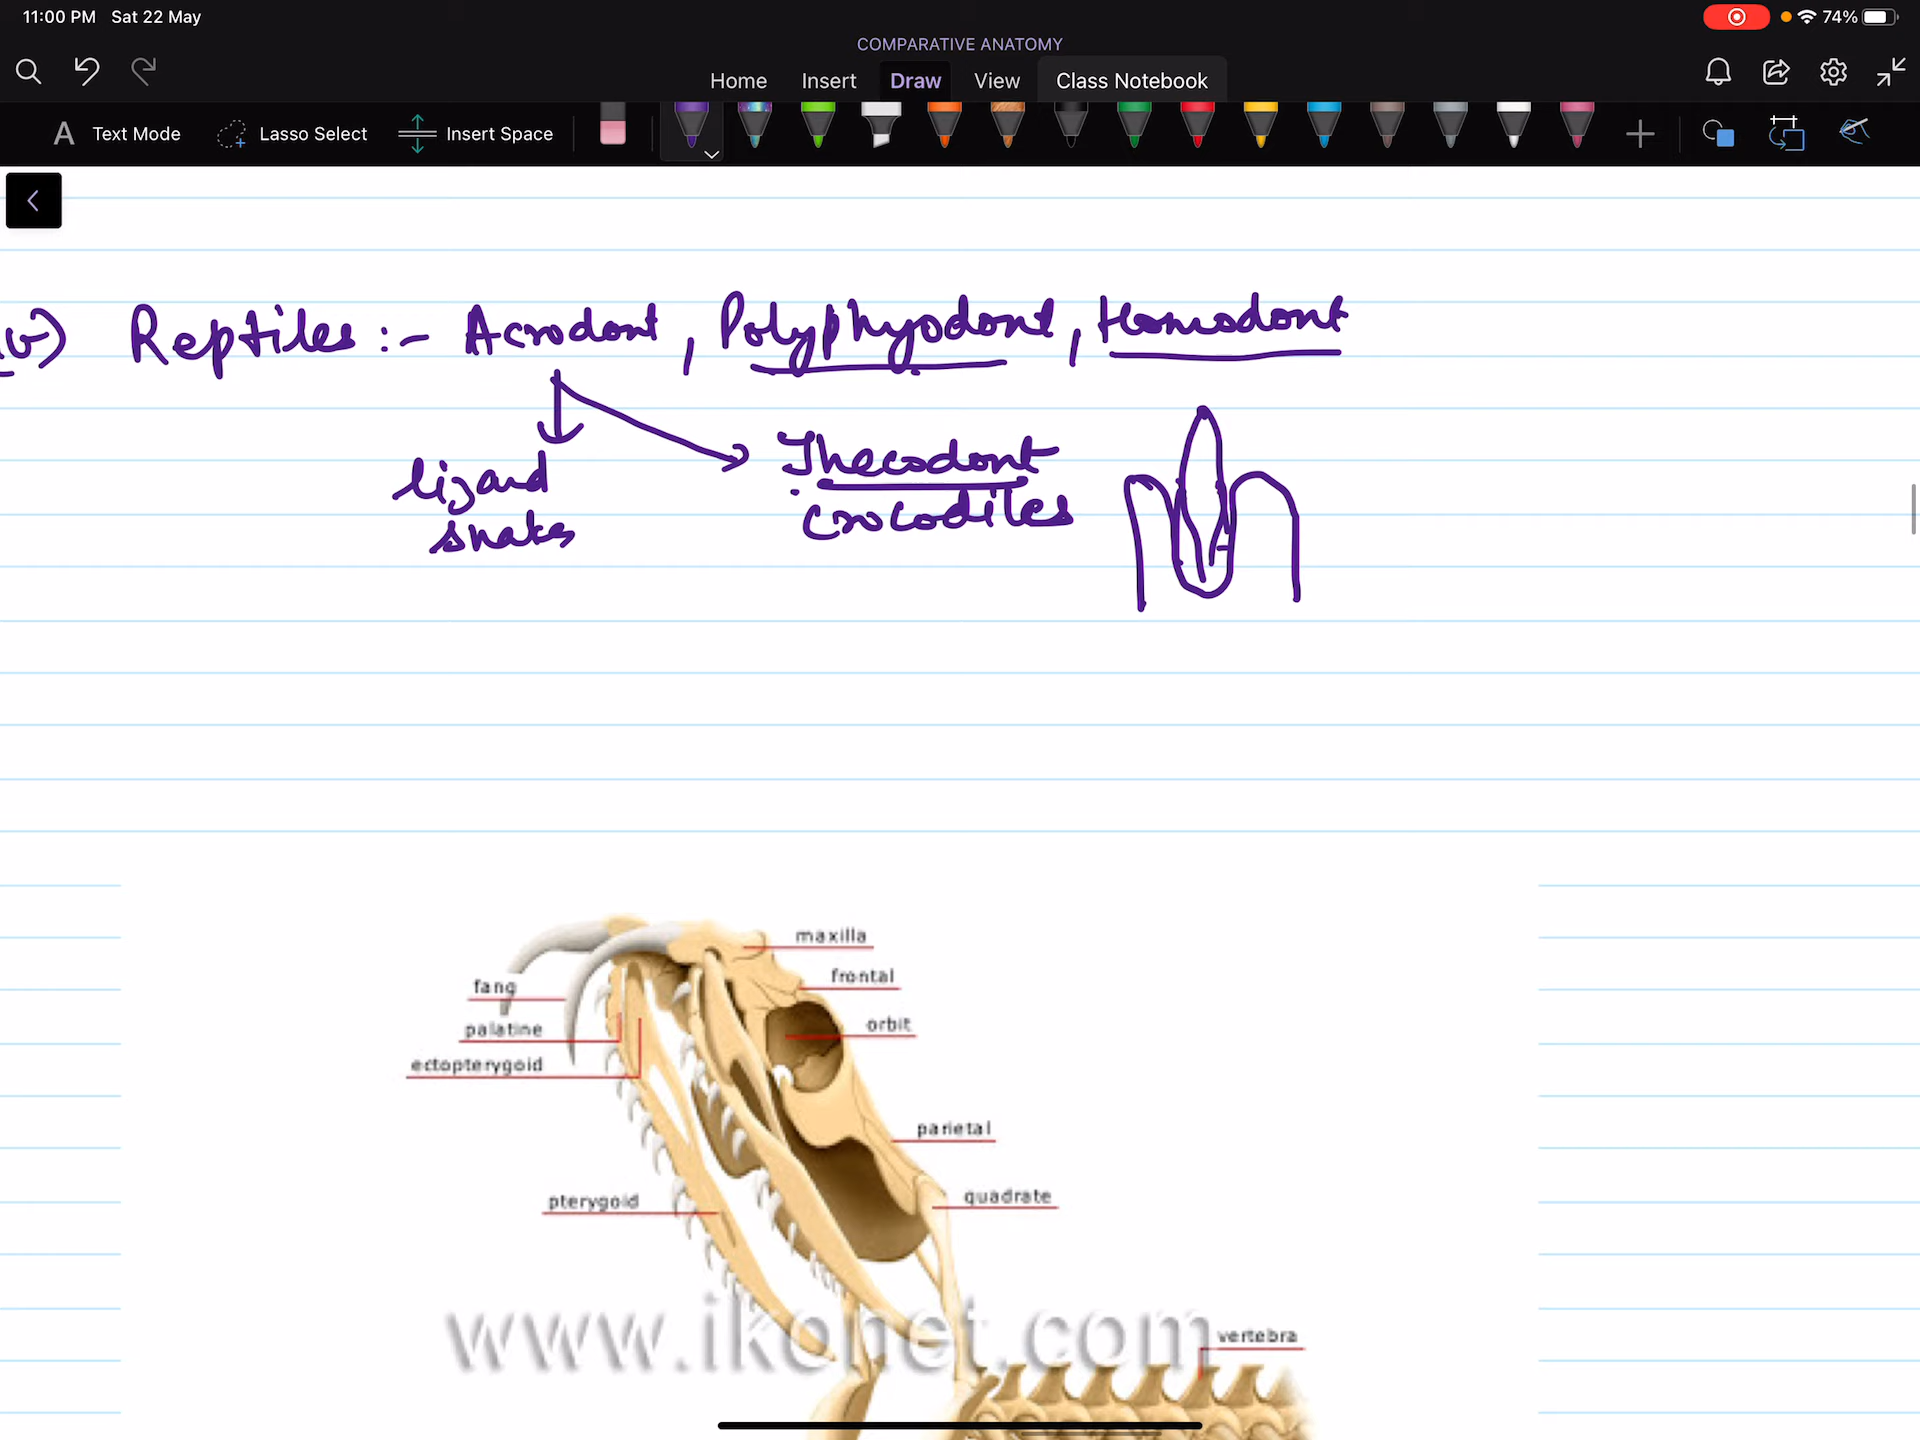 11:00 PM Sat 22 May
74%
COMPARATIVE ANATOMY
Home Insert Draw View Class Notebook
A Text Mode Lasso Select Insert Space
(v) Reptiles :- Acrodont, Polyphyodont, Homodont
lizard
snakes
Thecodont
crocodiles
maxilla
frontal
fang
orbit
palatine
ectopterygoid
parietal
quadrate
pterygoid
www.ikonet.com
vertebra